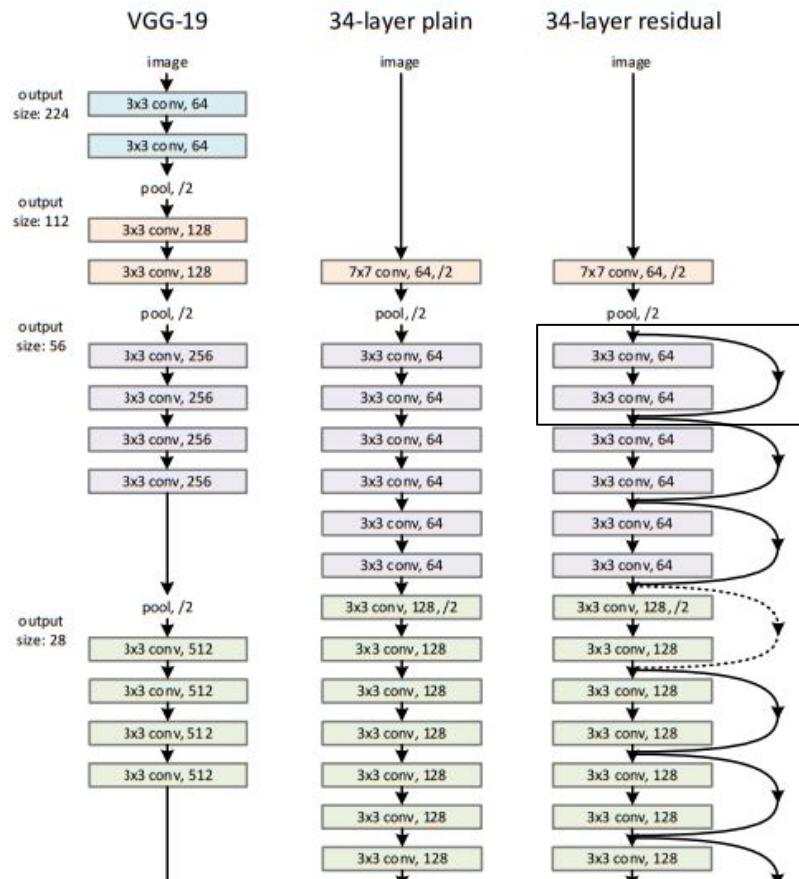 VGG-19
image
output
size: 224
3x3 conv, 64
3x3 conv, 64
pool, /2
output
size: 112
3x3 conv, 128
3x3 conv, 128
pool, /2
output
size: 56
3x3 conv, 256
3x3 conv, 256
3x3 conv, 256
3x3 conv, 256
pool, /2
output
size: 28
3x3 conv, 512
3x3 conv, 512
3x3 conv, 512
3x3 conv, 512
34-layer plain
image
7x7 conv, 64, /2
pool, /2
3x3 conv, 64
3x3 conv, 64
3x3 conv, 64
3x3 conv, 64
3x3 conv, 64
3x3 conv, 64
3x3 conv, 128, /2
3x3 conv, 128
3x3 conv, 128
3x3 conv, 128
3x3 conv, 128
3x3 conv, 128
3x3 conv, 128
34-layer residual
image
7x7 conv, 64, /2
pool, /2
3x3 conv, 64
3x3 conv, 64
3x3 conv, 64
3x3 conv, 64
3x3 conv, 64
3x3 conv, 64
3x3 conv, 128, /2
3x3 conv, 128
3x3 conv, 128
3x3 conv, 128
3x3 conv, 128
3x3 conv, 128
3x3 conv, 128